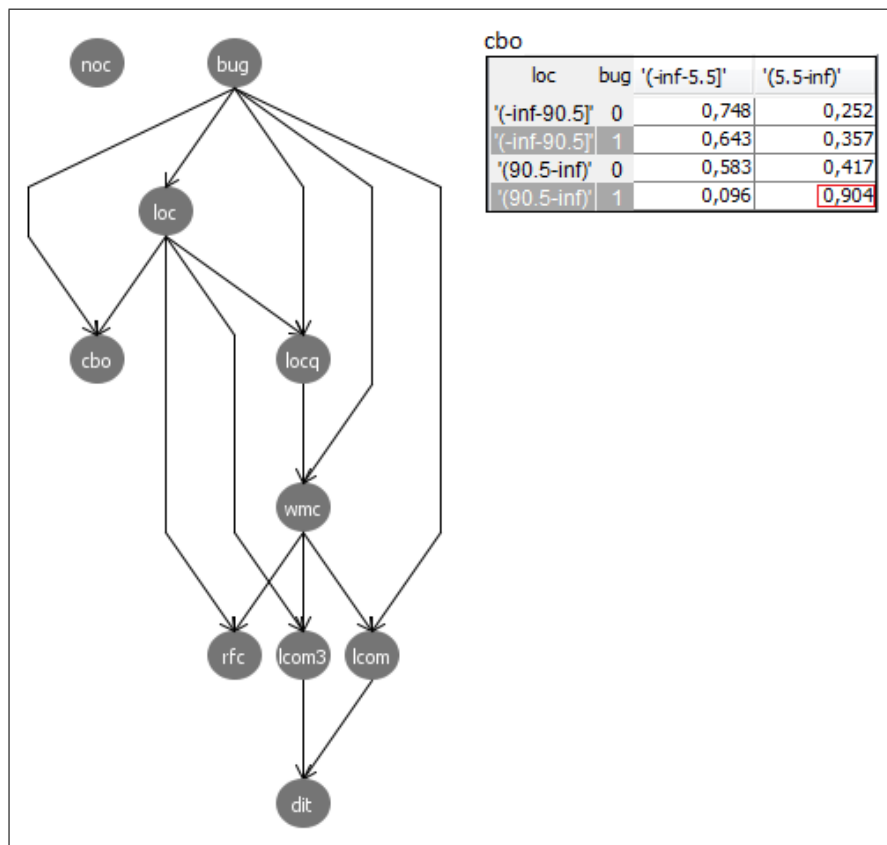 noc bug
cbo
loc bug '(-inf-5.5]' '(5.5-inf)'
'(-inf-90.5]' 0 0,748 0,252
'(-inf-90.5]' 1 0,643 0,357
'(90.5-inf)' 0 0,583 0,417
'(90.5-inf)' 1 0,096 0,904
loc
cbo locq
wmc
rfc lcom3 lcom
dit